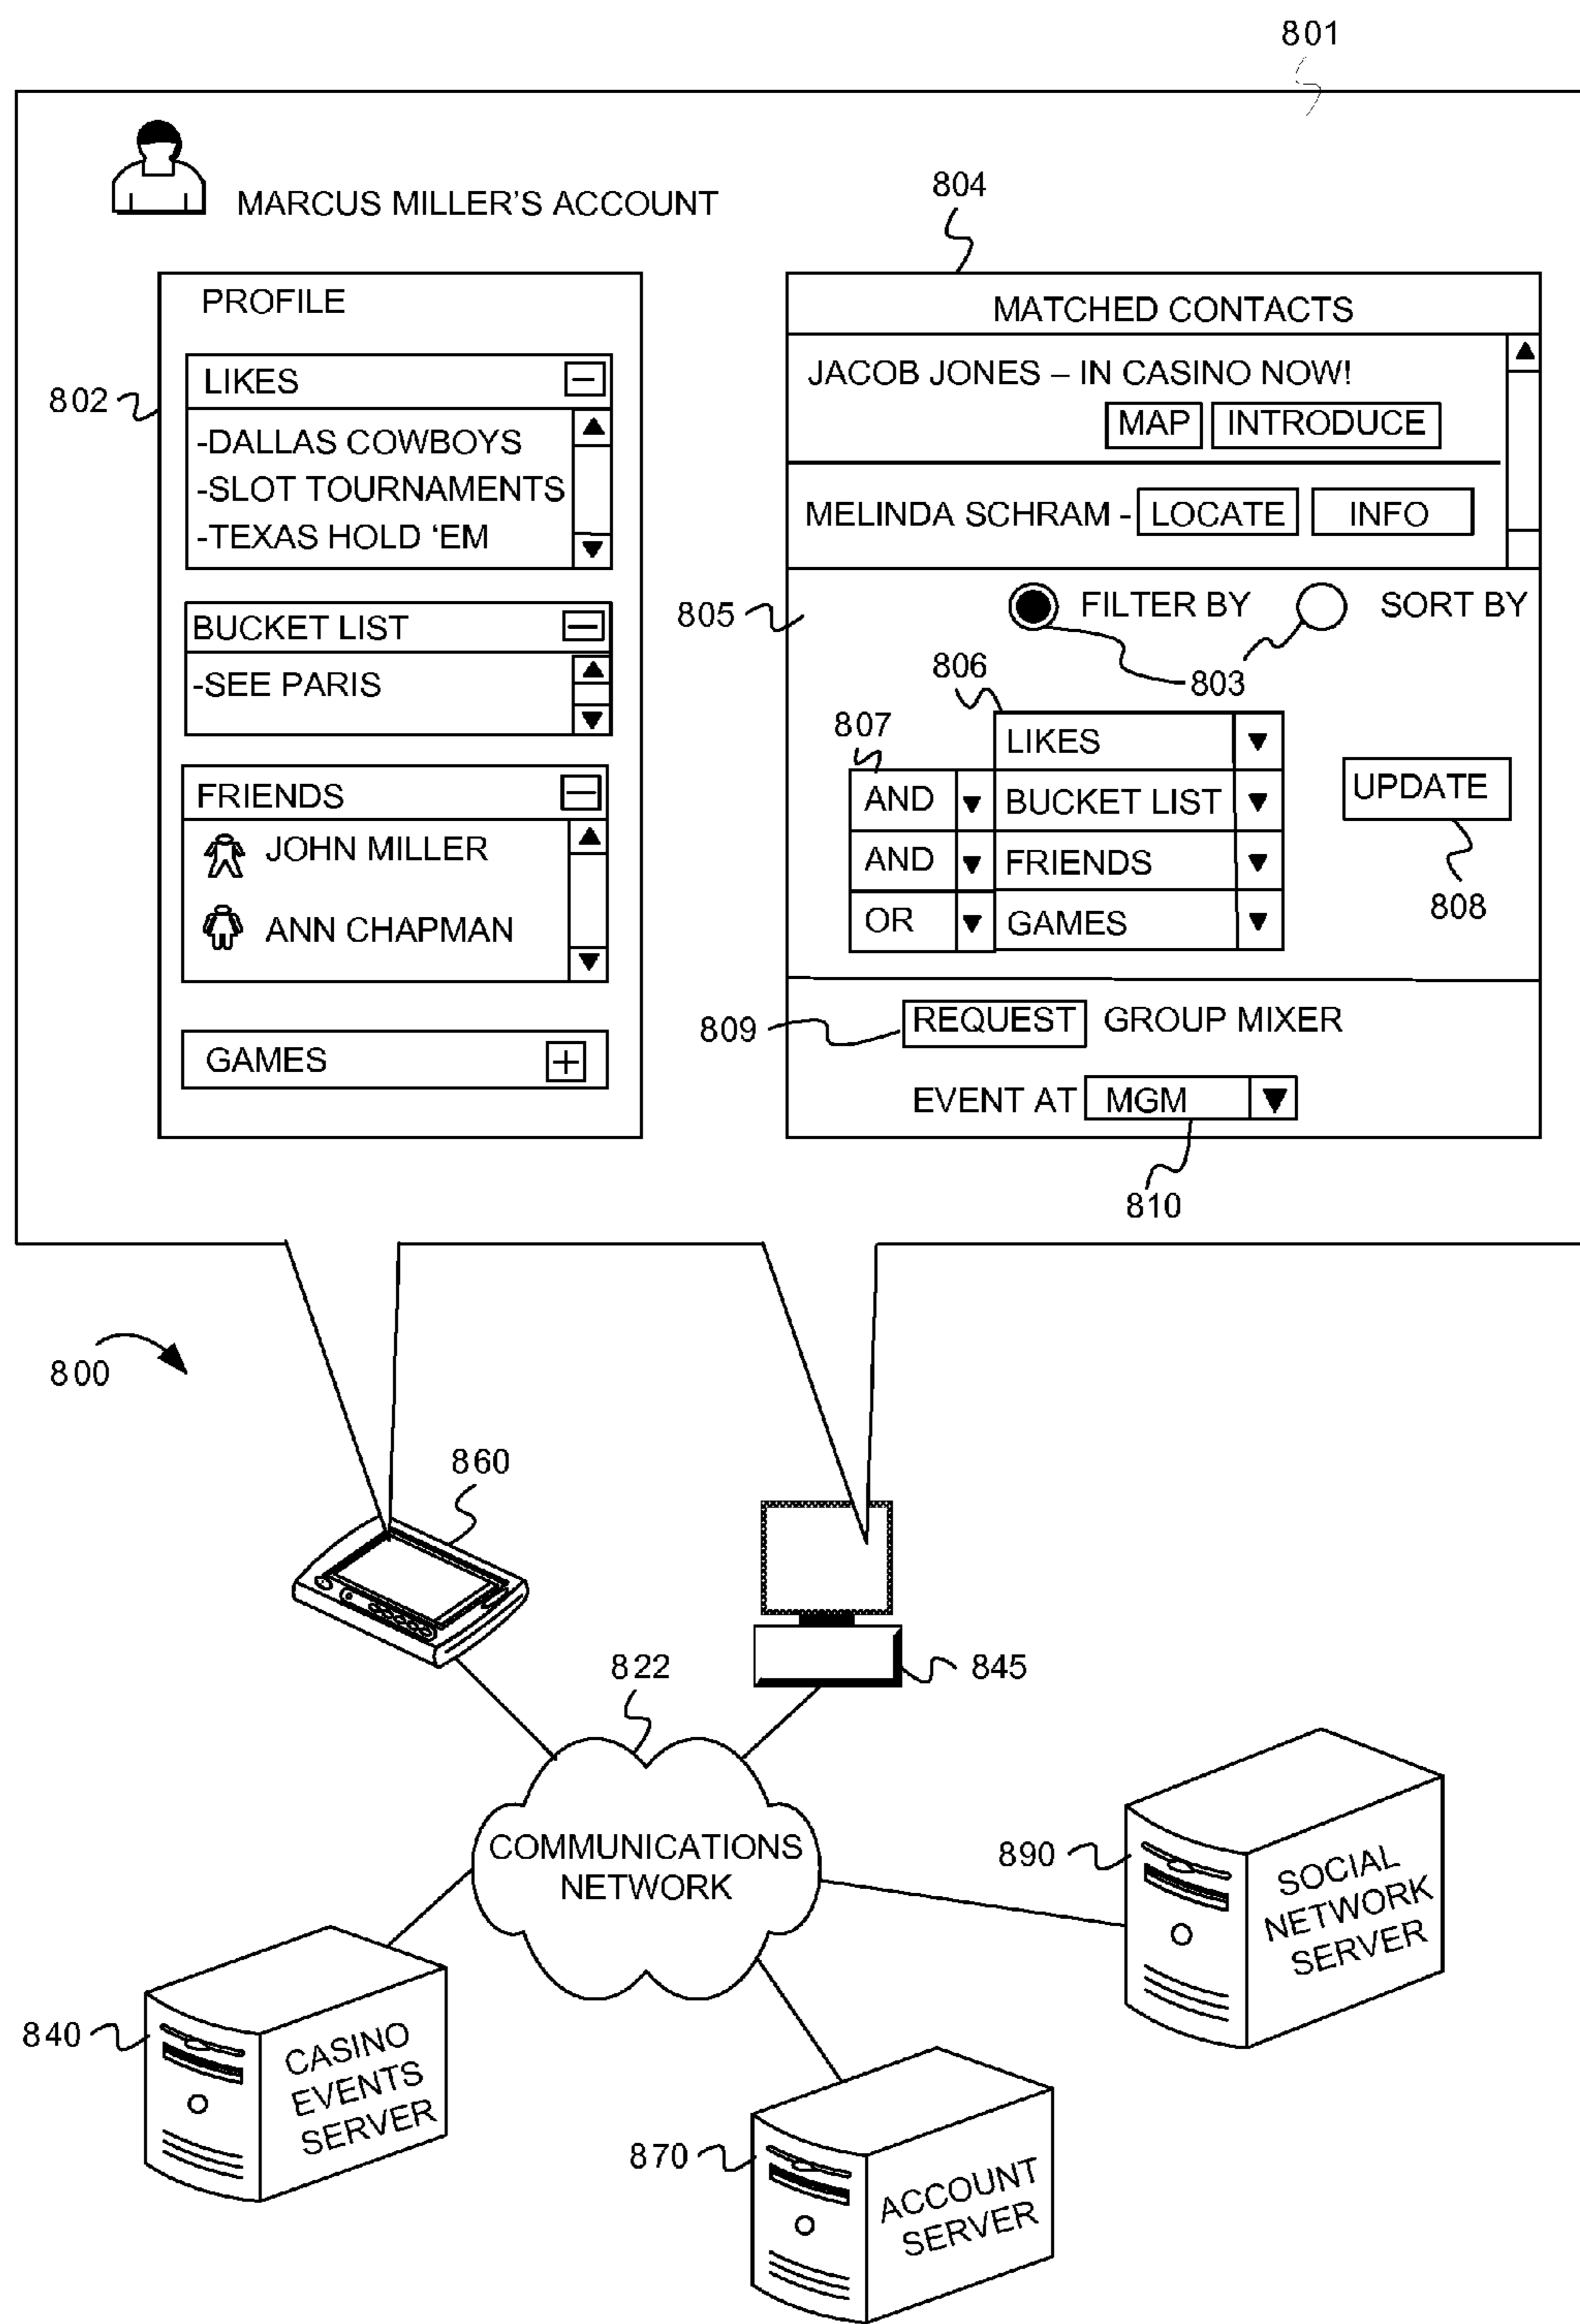 801
MARCUS MILLER'S ACCOUNT
802
PROFILE
LIKES
-DALLAS COWBOYS
-SLOT TOURNAMENTS
-TEXAS HOLD 'EM
BUCKET LIST
-SEE PARIS
FRIENDS
JOHN MILLER
ANN CHAPMAN
GAMES
804
MATCHED CONTACTS
JACOB JONES – IN CASINO NOW!
MAP INTRODUCE
MELINDA SCHRAM - LOCATE INFO
805
FILTER BY SORT BY
803
806
807
LIKES
AND BUCKET LIST
AND FRIENDS
OR GAMES
UPDATE
808
809
REQUEST GROUP MIXER
EVENT AT MGM
810
800
860
845
822
COMMUNICATIONS
NETWORK
890
SOCIAL
NETWORK
SERVER
840
CASINO
EVENTS
SERVER
870
ACCOUNT
SERVER